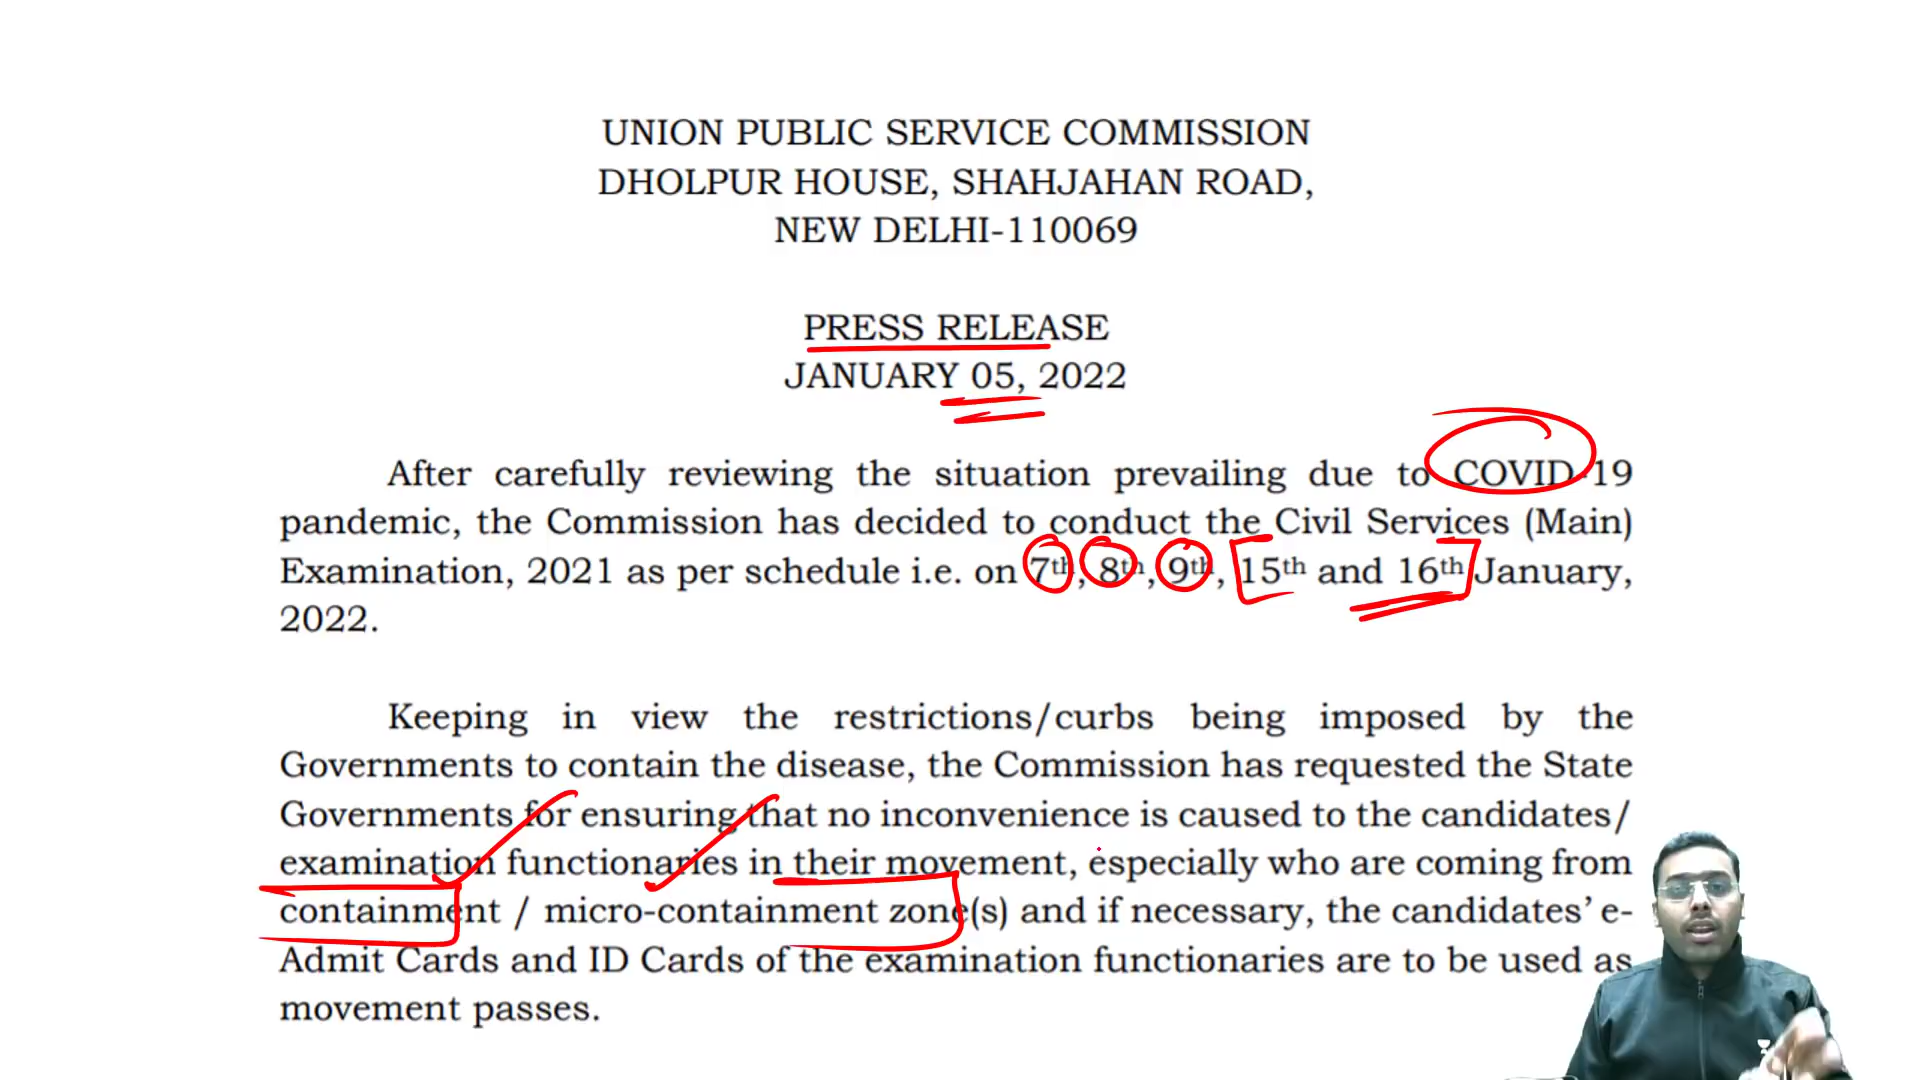 UNION PUBLIC SERVICE COMMISSION
DHOLPUR HOUSE, SHAHJAHAN ROAD,
NEW DELHI-110069
PRESS RELEASE
JANUARY 05, 2022
After carefully reviewing the situation prevailing due to COVID-19
pandemic, the Commission has decided to conduct the Civil Services (Main)
Examination, 2021 as per schedule i.e. on 7th, 8th, 9th, 15th and 16th January,
2022.
Keeping in view the restrictions/curbs being imposed by the
Governments to contain the disease, the Commission has requested the State
Governments for ensuring that no inconvenience is caused to the candidates/
examination functionaries in their movement, especially who are coming from
containment / micro-containment zone(s) and if necessary, the candidates’ e-
Admit Cards and ID Cards of the examination functionaries are to be used as
movement passes.